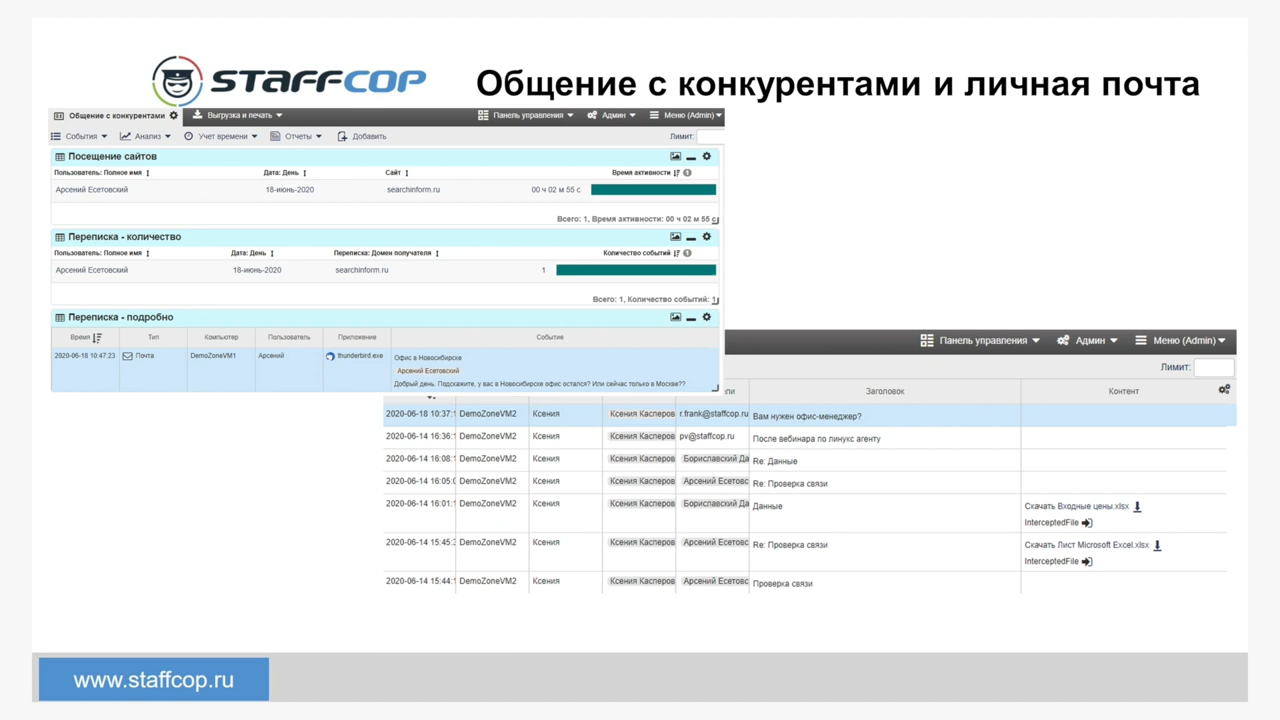 STAFFCOP
Общение с конкурентами и личная почта
Общение с конкурентами Выгрузка и печать Панель управления Админ Меню (Admin)
События Анализ Учет времени Отчеты Добавить Лимит:
Посещение сайтов
Пользователь: Полное имя Дата: День Сайт Время активности 1
Арсений Есетовский 18-июнь-2020 searchinform.ru 00 ч 02 м 55 с
Всего: 1, Время активности: 00 ч 02 м 55 с
Переписка - количество
Пользователь: Полное имя Дата: День Переписка: Домен получателя Количество событий 1
Арсений Есетовский 18-июнь-2020 searchinform.ru 1
Всего: 1, Количество событий: 1
Переписка - подробно
Время Тип Компьютер Пользователь Приложение Событие
2020-06-18 10:47:23 Почта DemoZoneVM1 Арсений thunderbird.exe Офис в Новосибирске
Арсений Есетовский
Добрый день. Подскажите, у вас в Новосибирске офис остался? Или сейчас только в Москве??
Панель управления Админ Меню (Admin)
Лимит:
Заголовок Контент
2020-06-18 10:37:1 DemoZoneVM2 Ксения Ксения Касперов r.frank@staffcop.ru Вам нужен офис-менеджер?
2020-06-14 16:36:1 DemoZoneVM2 Ксения Ксения Касперов pv@staffcop.ru После вебинара по линукс агенту
2020-06-14 16:08:1 DemoZoneVM2 Ксения Ксения Касперов Бориславский Да Re: Данные
2020-06-14 16:05:0 DemoZoneVM2 Ксения Ксения Касперов Арсений Есетовс Re: Проверка связи
2020-06-14 16:01:1 DemoZoneVM2 Ксения Ксения Касперов Бориславский Да Данные Скачать Входные цены.xlsx
InterceptedFile
2020-06-14 15:45:3 DemoZoneVM2 Ксения Ксения Касперов Арсений Есетовс Re: Проверка связи Скачать Лист Microsoft Excel.xlsx
InterceptedFile
2020-06-14 15:44:1 DemoZoneVM2 Ксения Ксения Касперов Арсений Есетовс Проверка связи
www.staffcop.ru